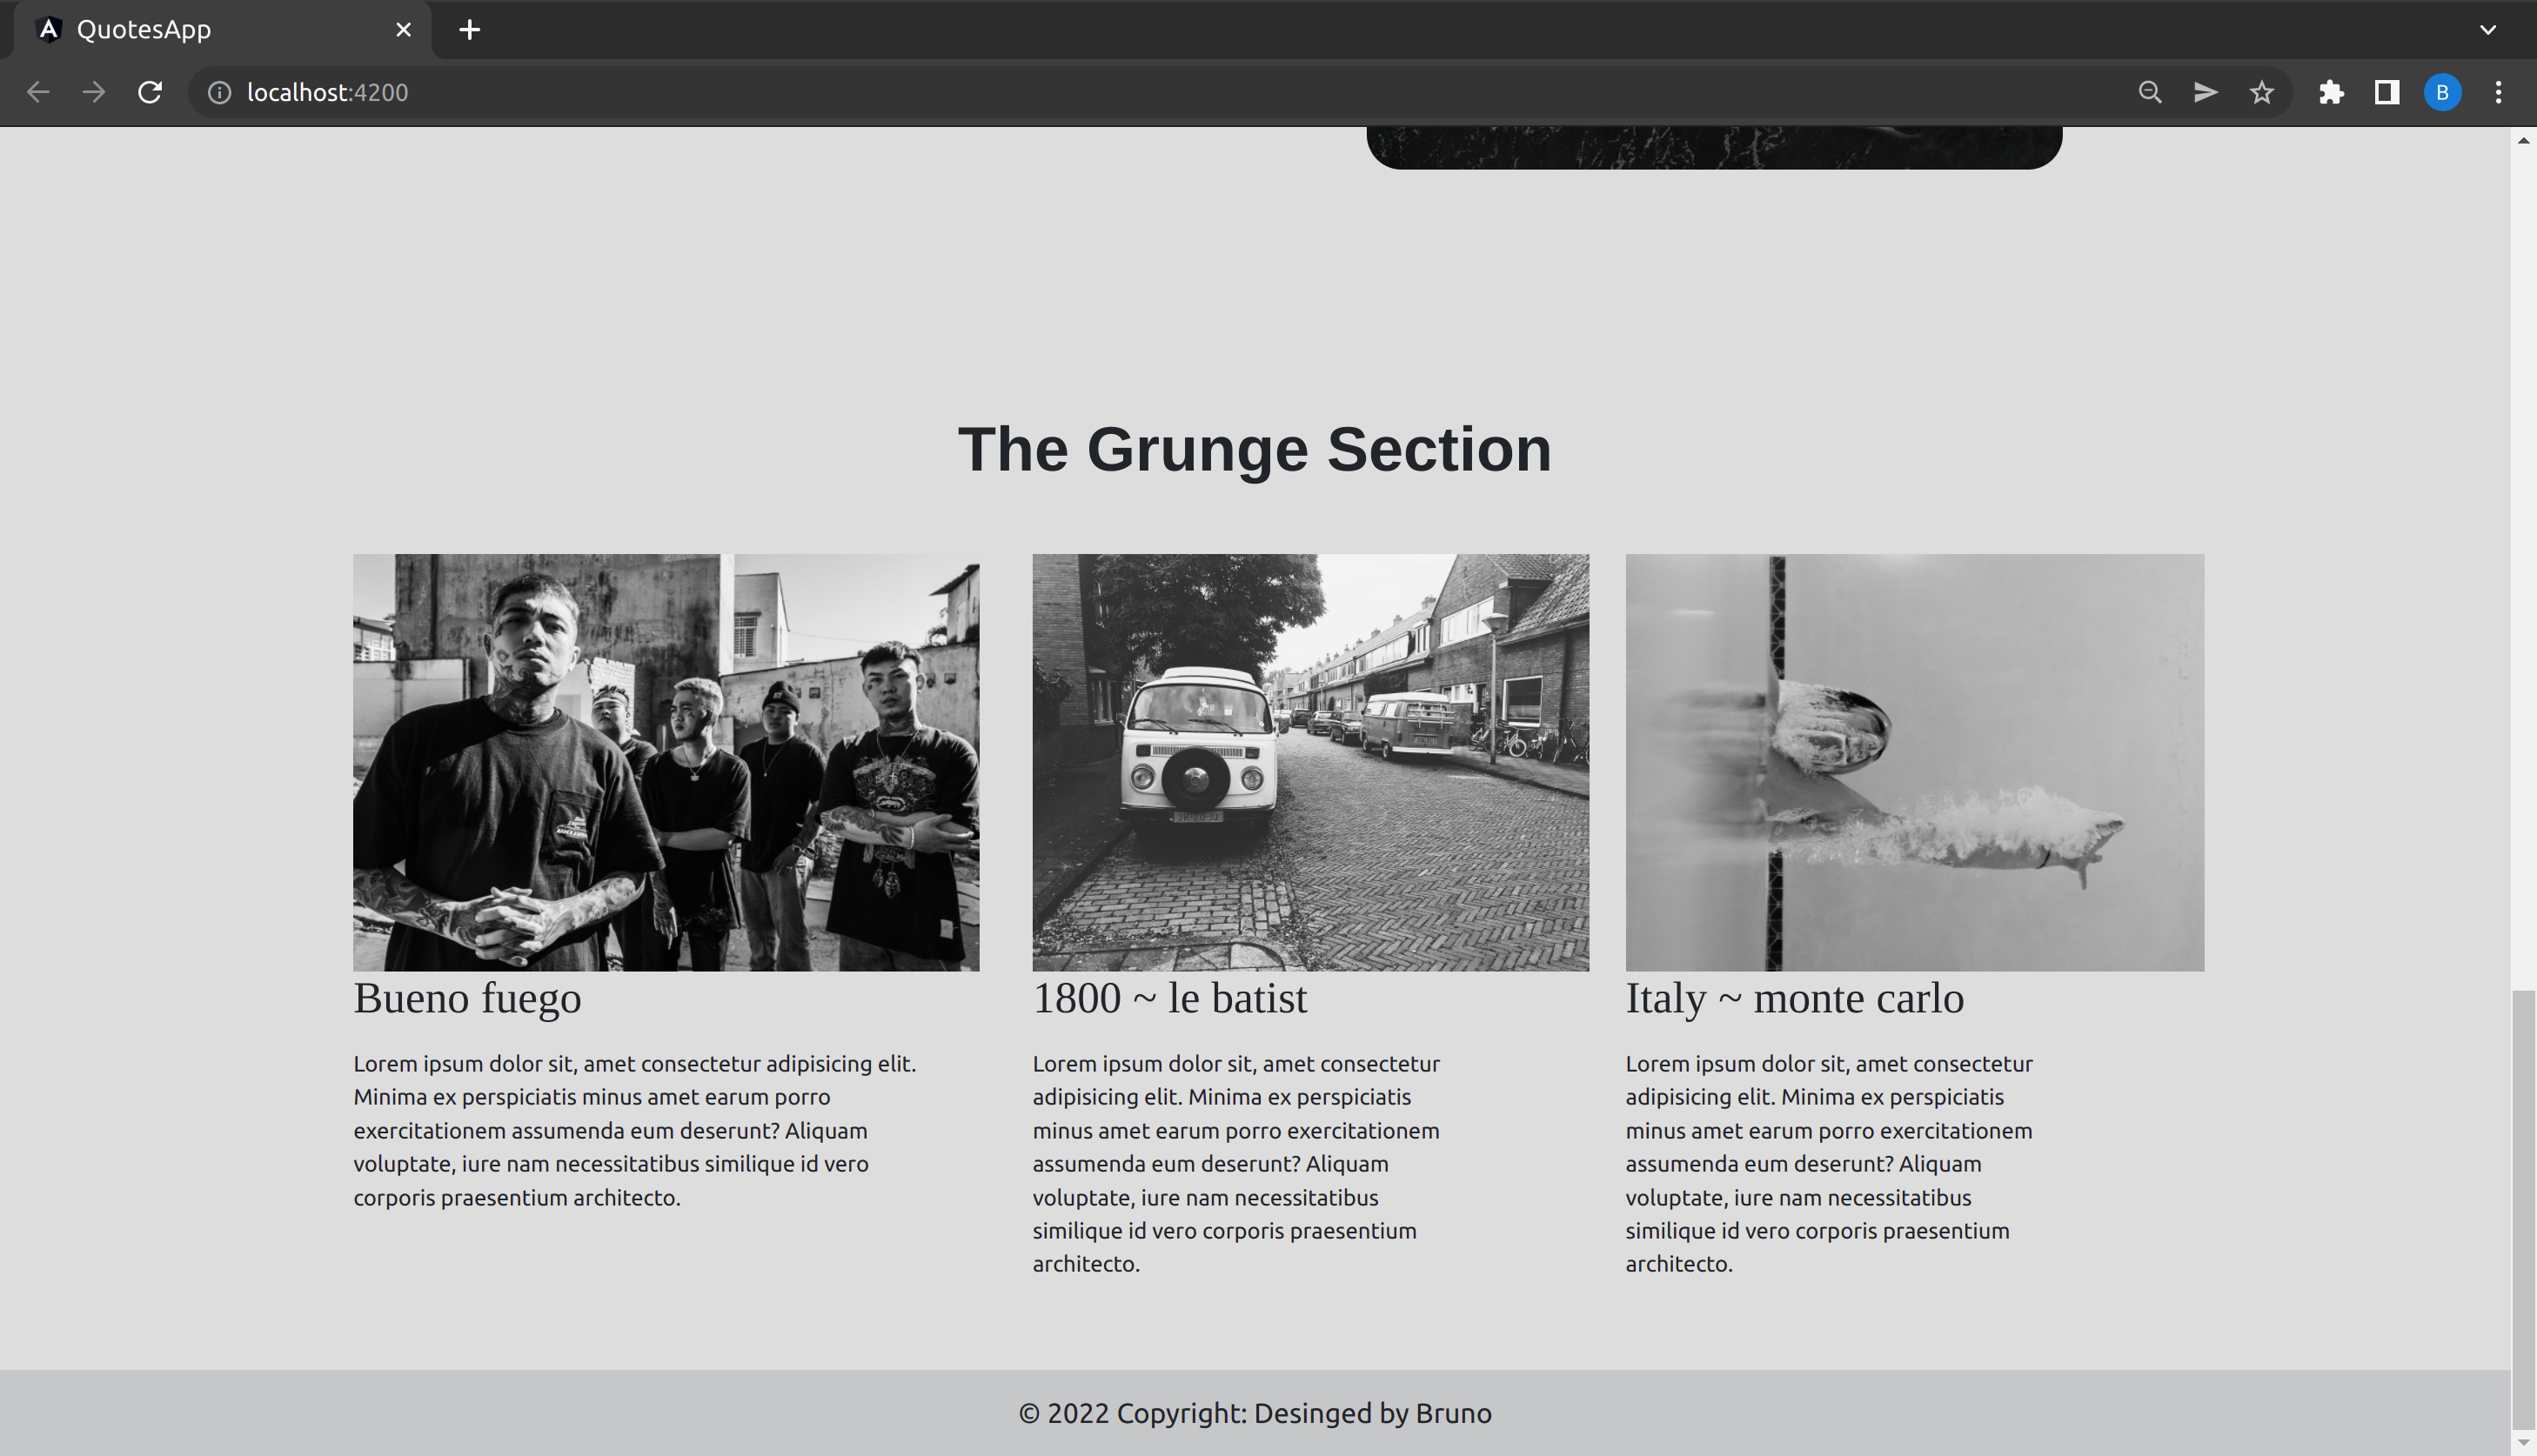 QuotesApp
localhost:4200
B
The Grunge Section
Bueno fuego
Lorem ipsum dolor sit, amet consectetur adipisicing elit.
Minima ex perspiciatis minus amet earum porro
exercitationem assumenda eum deserunt? Aliquam
voluptate, iure nam necessitatibus similique id vero
corporis praesentium architecto.
1800 ~ le batist
Lorem ipsum dolor sit, amet consectetur
adipisicing elit. Minima ex perspiciatis
minus amet earum porro exercitationem
assumenda eum deserunt? Aliquam
voluptate, iure nam necessitatibus
similique id vero corporis praesentium
architecto.
Italy ~ monte carlo
Lorem ipsum dolor sit, amet consectetur
adipisicing elit. Minima ex perspiciatis
minus amet earum porro exercitationem
assumenda eum deserunt? Aliquam
voluptate, iure nam necessitatibus
similique id vero corporis praesentium
architecto.
© 2022 Copyright: Desinged by Bruno